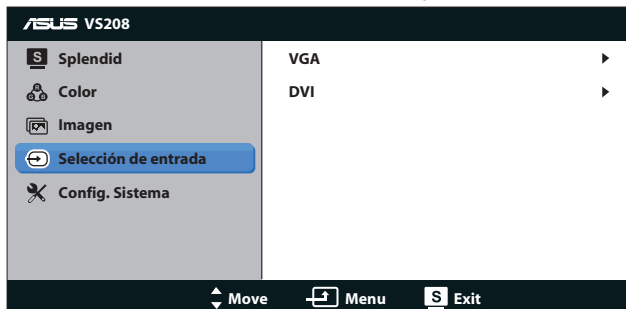 ASUS VS208
S Splendid
Color
Imagen
Selección de entrada
Config. Sistema
VGA
DVI
Move Menu S Exit